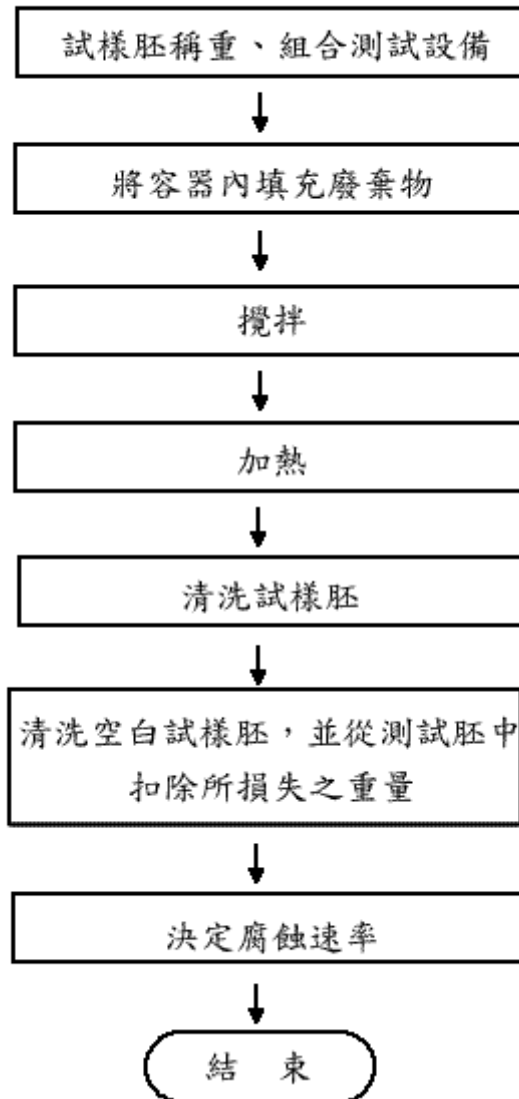 試樣胚稱重、組合測試設備
將容器內填充廢棄物
攪拌
加熱
清洗試樣胚
清洗空白試樣胚，並從測試胚中
扣除所損失之重量
決定腐蝕速率
結 束